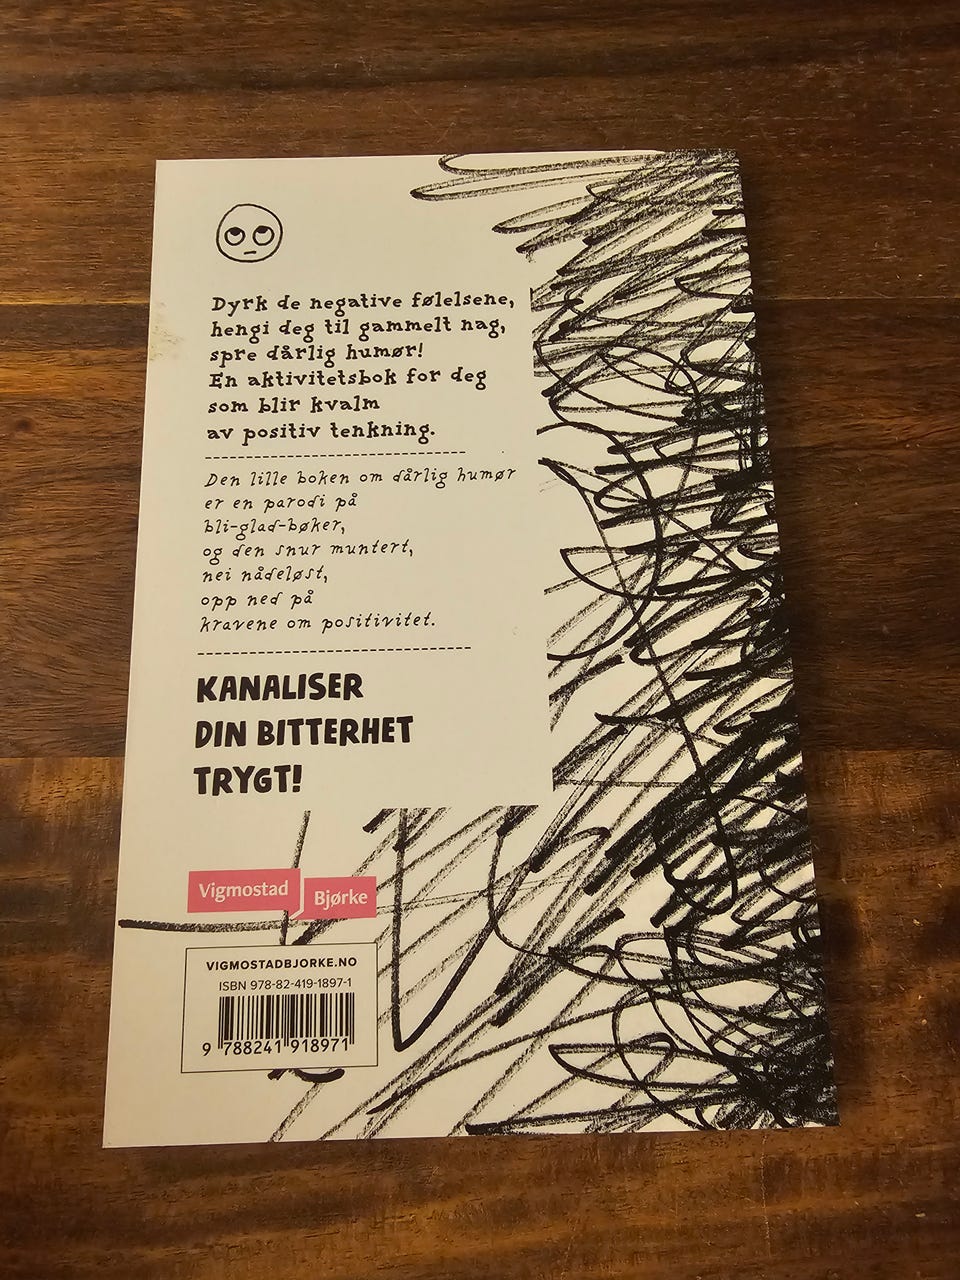 Dyrk de negative følelsene,
hengi deg til gammelt nag,
spre dårlig humør!
En aktivitetsbok for deg
som blir kvalm
av positiv tenkning.
Den lille boken om dårlig humør
er en parodi på
bli-glad-bøker,
og den snur muntert,
nei nådeløst,
opp ned på
kravene om positivitet.
KANALISER
DIN BITTERHET
TRYGT!
Vigmostad
Bjørke
VIGMOSTADBJORKE.NO
ISBN 978-82-419-1897-1
9 788241 918971